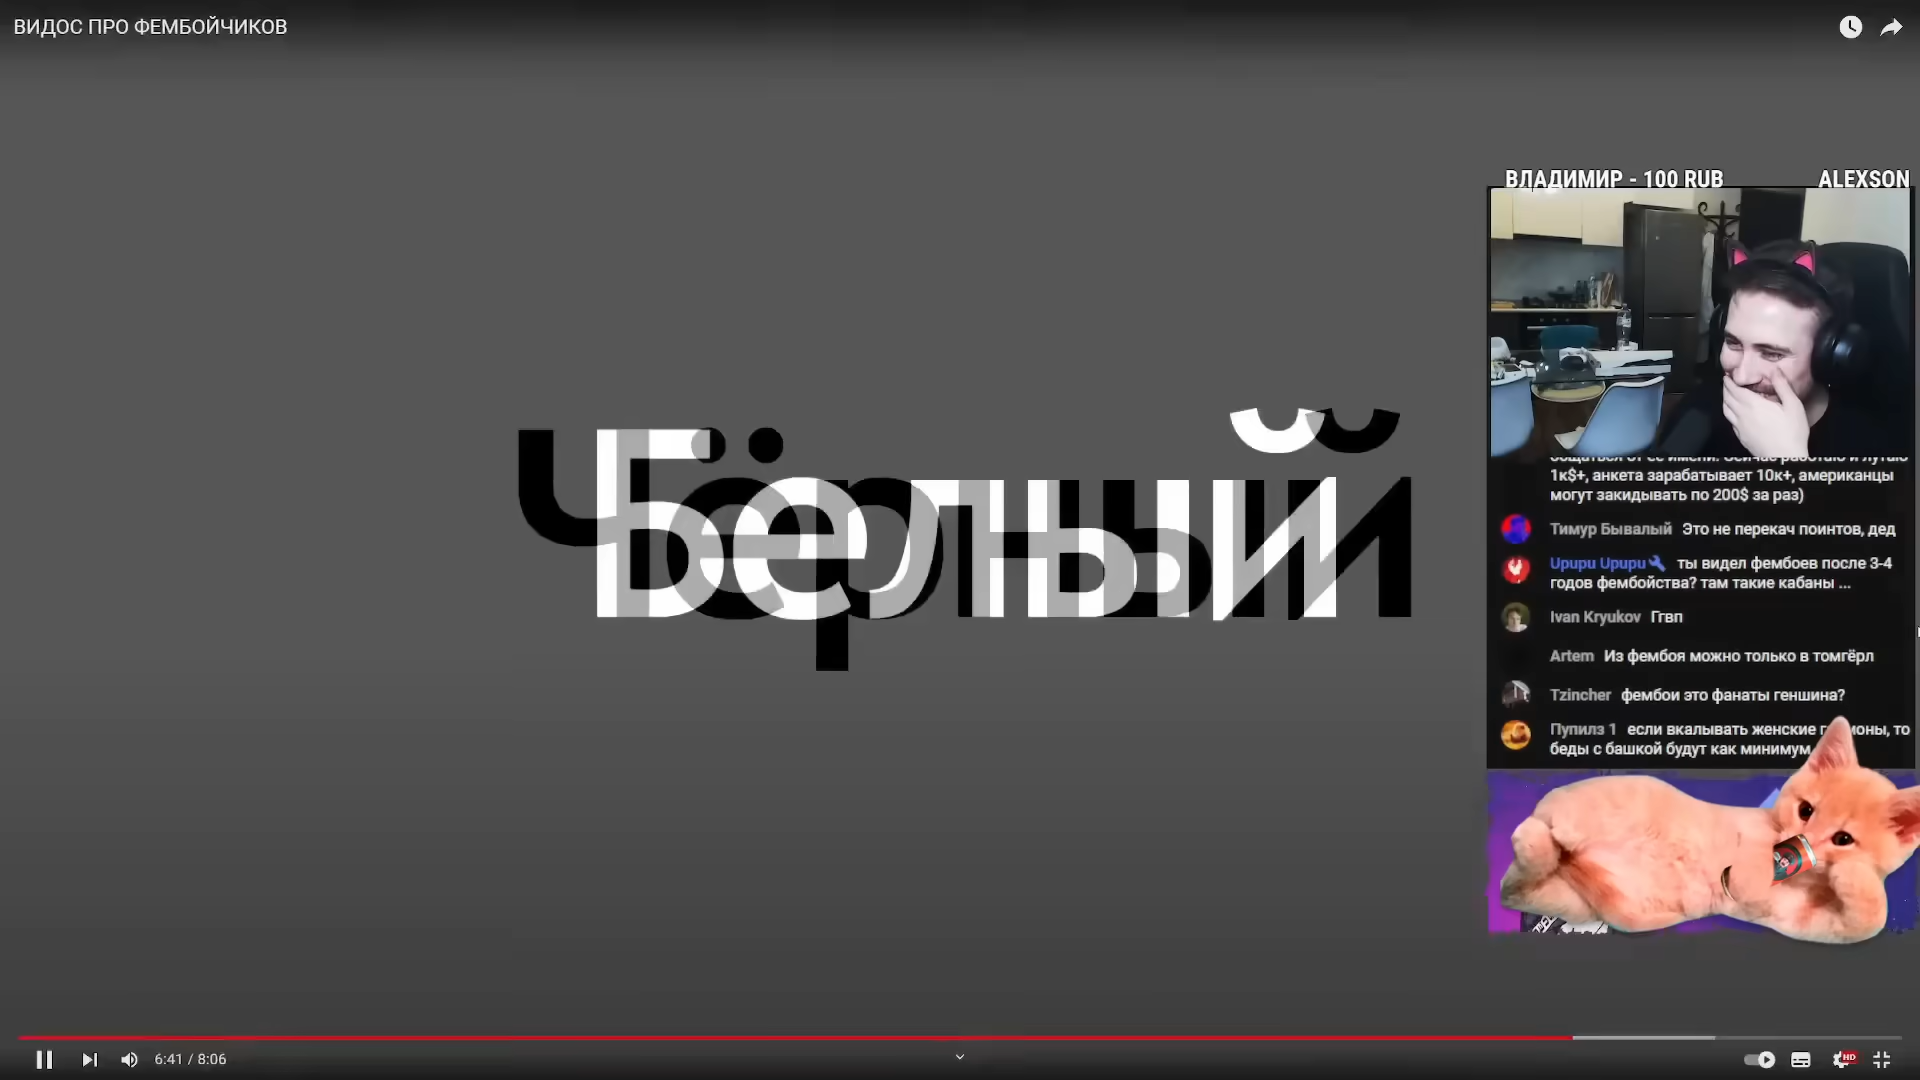 ВИДОС ПРО ФЕМБОЙЧИКОВ
ВЛАДИМИР - 100 RUB ALEXSON
Чёрный
Белый
1к$+, анкета зарабатывает 10к+, американцы
могут закидывать по 200$ за раз)
Тимур Бывалый Это не перекач поинтов, дед
Upupu Upupu ты видел фембоев после 3-4
годов фембойства? там такие кабаны ...
Ivan Kryukov Ггвп
Artem Из фембоя можно только в томгёрл
Tzincher фембои это фанаты геншина?
Пупилз 1 если вкалывать женские то
беды с башкой будут как минимум
6:41 / 8:06
HD